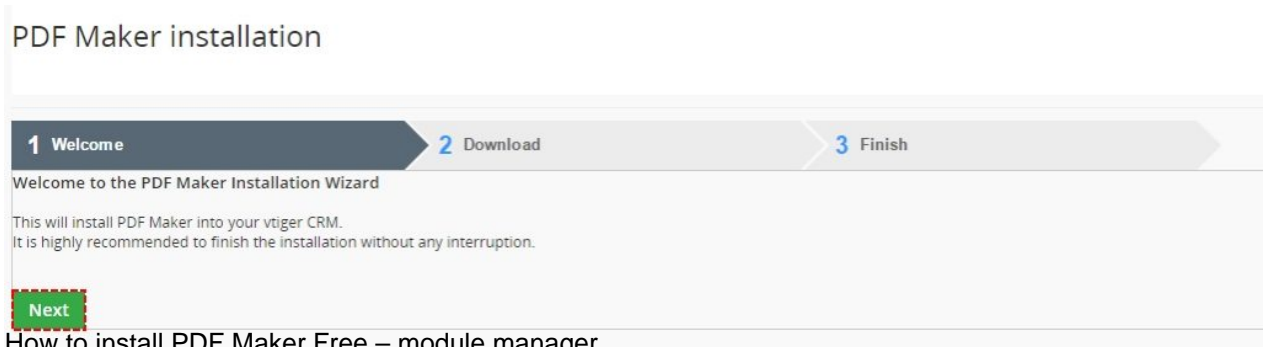 PDF Maker installation
1 Welcome
2 Download
3 Finish
Welcome to the PDF Maker Installation Wizard
This will install PDF Maker into your vtiger CRM.
It is highly recommended to finish the installation without any interruption.
Next
How to install PDF Maker Free – module manager